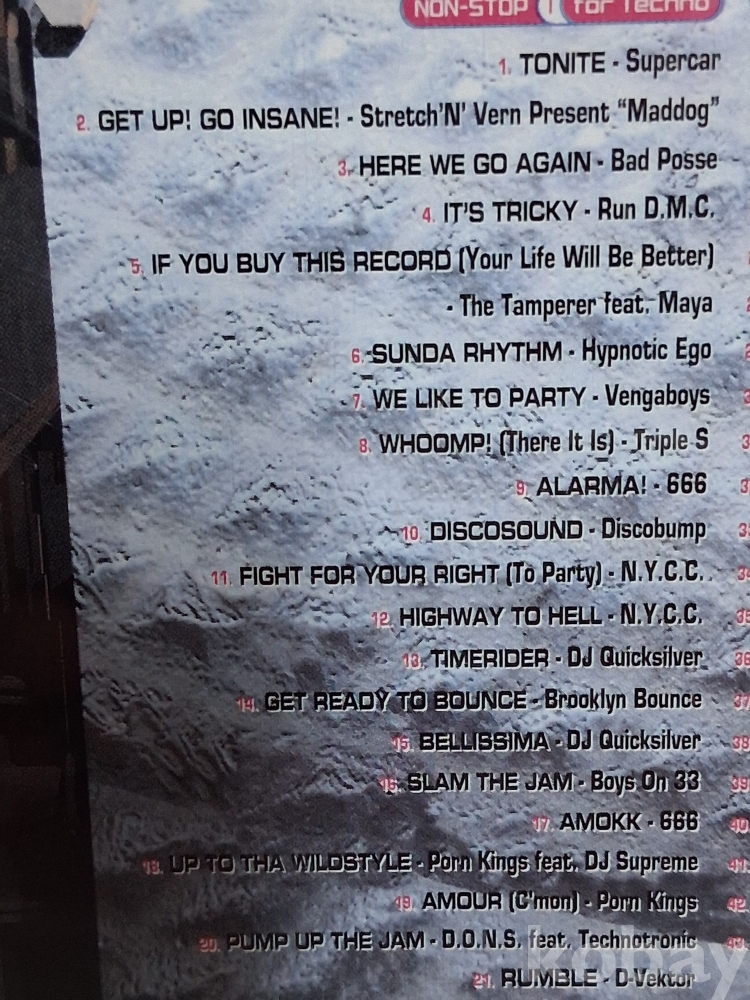 NON-STOP 1 for Techno
1. TONITE - Supercar
2. GET UP! GO INSANE! - Stretch'N' Vern Present "Maddog"
3. HERE WE GO AGAIN - Bad Posse
4. IT'S TRICKY - Run D.M.C.
5. IF YOU BUY THIS RECORD (Your Life Will Be Better)
- The Tamperer feat. Maya
6. SUNDA RHYTHM - Hypnotic Ego
7. WE LIKE TO PARTY - Vengaboys
8. WHOOMP! (There It Is) - Triple S
9. ALARMA! - 666
10. DISCOSOUND - Discobump
11. FIGHT FOR YOUR RIGHT (To Party) - N.Y.C.C.
12. HIGHWAY TO HELL - N.Y.C.C.
13. TIMERIDER - DJ Quicksilver
14. GET READY TO BOUNCE - Brooklyn Bounce
15. BELLISSIMA - DJ Quicksilver
16. SLAM THE JAM - Boys On 33
17. AMOKK - 666
18. UP TO THA WILDSTYLE - Porn Kings feat. DJ Supreme
19. AMOUR (C'mon) - Porn Kings
20. PUMP UP THE JAM - D.O.N.S. feat. Technotronic
21. RUMBLE - D-Vektor
kobay